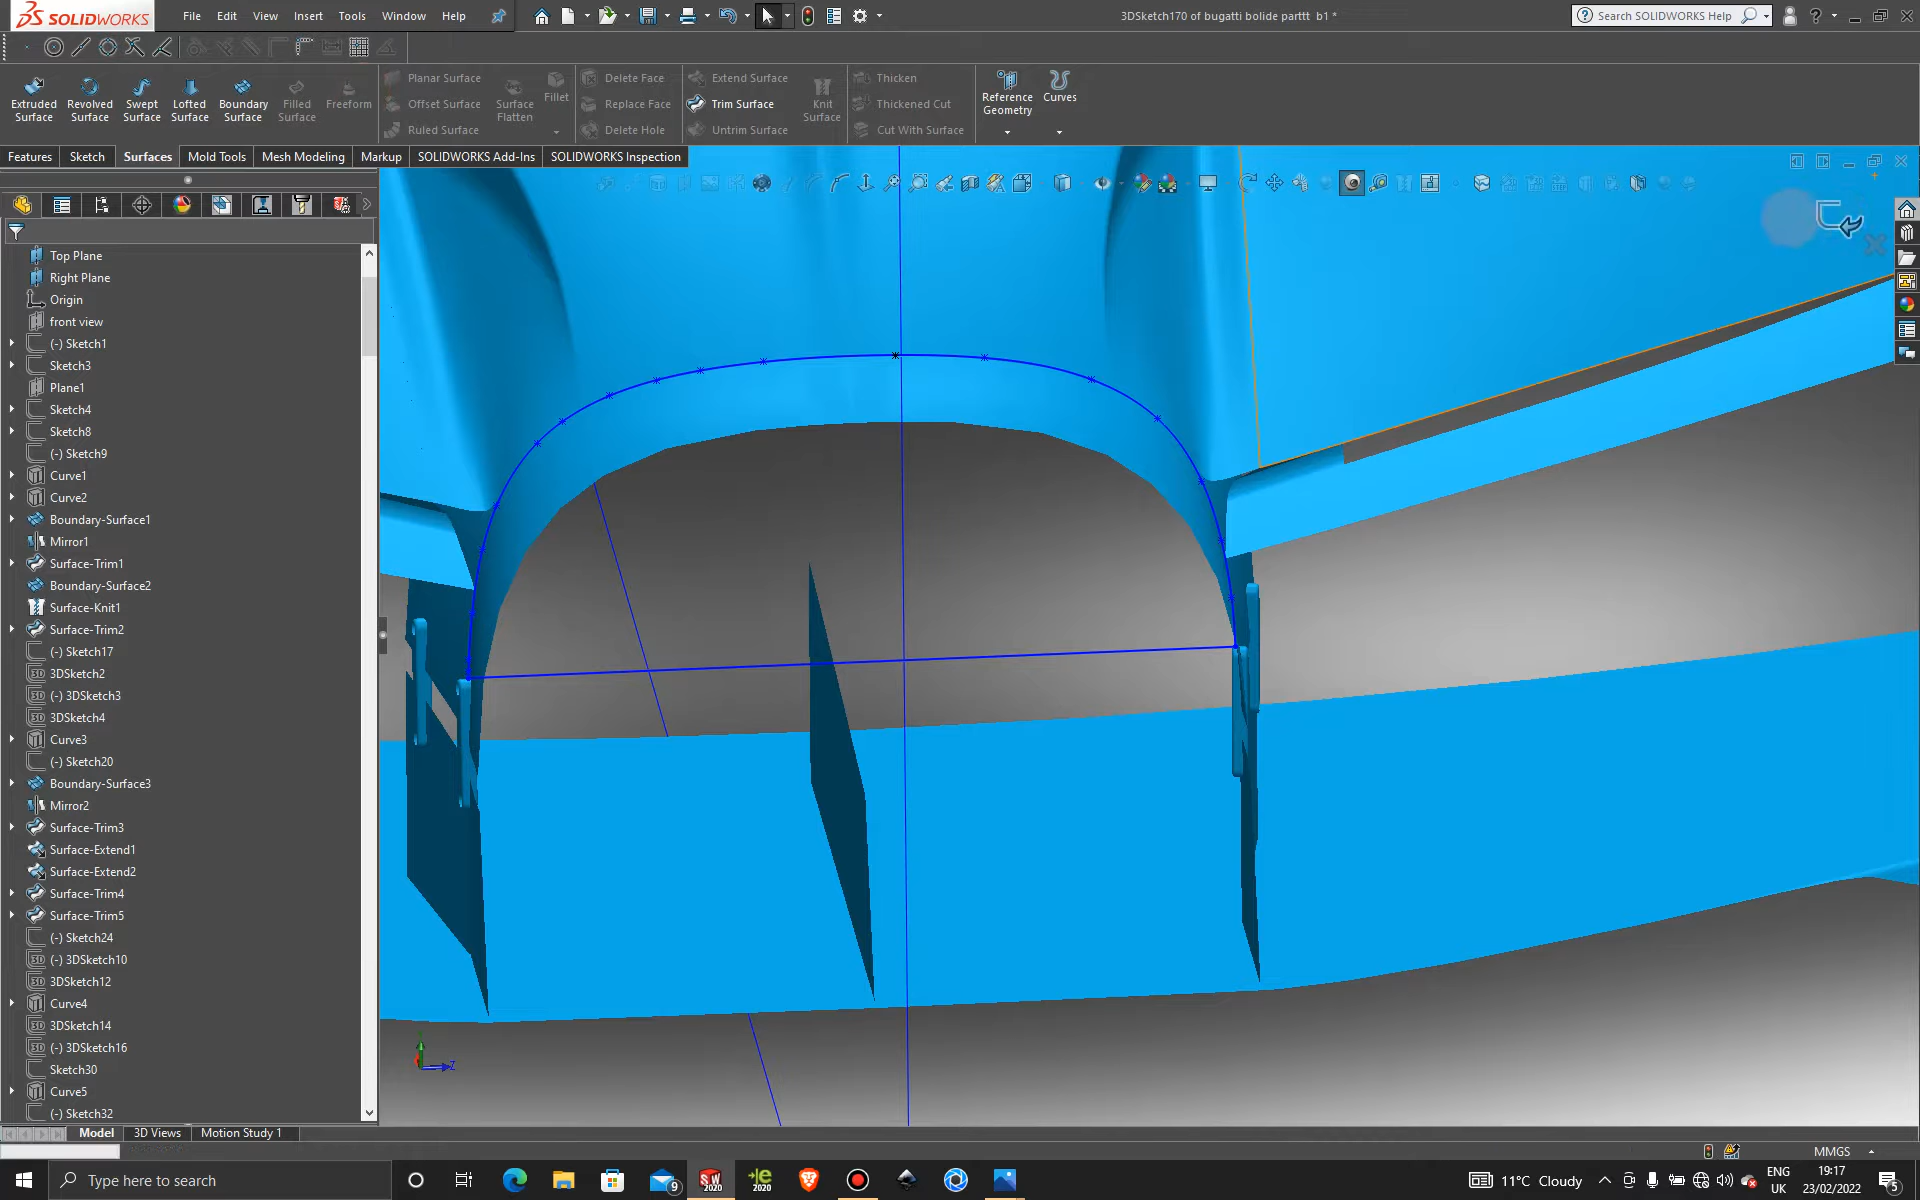 SOLIDWORKS
File Edit View Insert Tools Window Help
3DSketch170 of bugatti bolide parttt b1 *
Search SOLIDWORKS Help
Extruded Surface
Revolved Surface
Swept Surface
Lofted Surface
Boundary Surface
Filled Surface
Freeform
Planar Surface
Offset Surface
Ruled Surface
Surface Flatten
Fillet
Delete Face
Replace Face
Delete Hole
Extend Surface
Trim Surface
Untrim Surface
Knit Surface
Thicken
Thickened Cut
Cut With Surface
Reference Geometry
Curves
Features Sketch Surfaces Mold Tools Mesh Modeling Markup SOLIDWORKS Add-Ins SOLIDWORKS Inspection
Top Plane
Right Plane
Origin
front view
(-) Sketch1
Sketch3
Plane1
Sketch4
Sketch8
(-) Sketch9
Curve1
Curve2
Boundary-Surface1
Mirror1
Surface-Trim1
Boundary-Surface2
Surface-Knit1
Surface-Trim2
(-) Sketch17
3DSketch2
(-) 3DSketch3
3DSketch4
Curve3
(-) Sketch20
Boundary-Surface3
Mirror2
Surface-Trim3
Surface-Extend1
Surface-Extend2
Surface-Trim4
Surface-Trim5
(-) Sketch24
(-) 3DSketch10
3DSketch12
Curve4
3DSketch14
(-) 3DSketch16
Sketch30
Curve5
(-) Sketch32
Z
Model 3D Views Motion Study 1
MMGS
Type here to search
9
SW 2020
e 2020
11°C Cloudy
ENG UK
19:17
23/02/2022
5